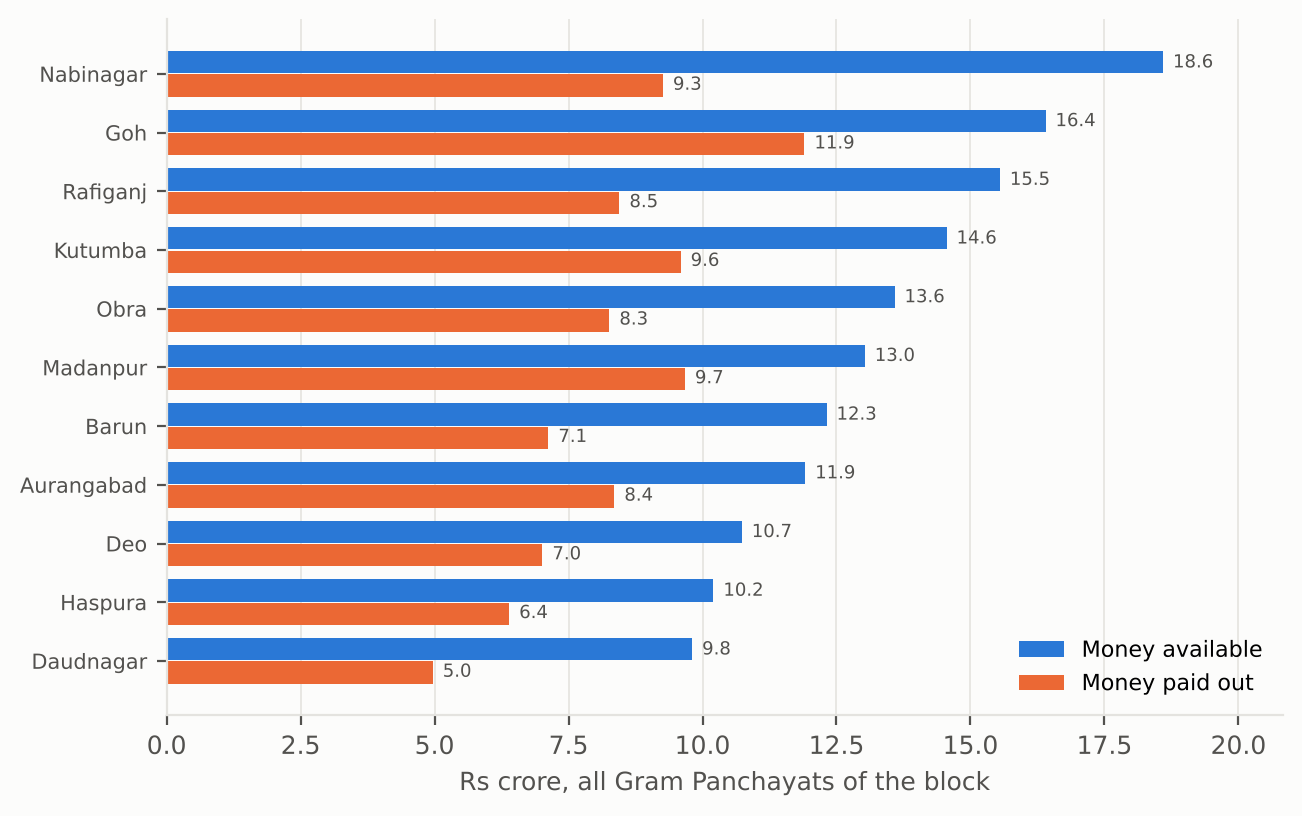 Nabinagar
18.6
9.3
Goh
16.4
11.9
Rafiganj
15.5
8.5
Kutumba
14.6
9.6
Obra
13.6
8.3
Madanpur
13.0
9.7
Barun
12.3
7.1
Aurangabad
11.9
8.4
Deo
10.7
7.0
Haspura
10.2
6.4
Daudnagar
9.8
5.0
Money available
Money paid out
0.0 2.5 5.0 7.5 10.0 12.5 15.0 17.5 20.0
Rs crore, all Gram Panchayats of the block